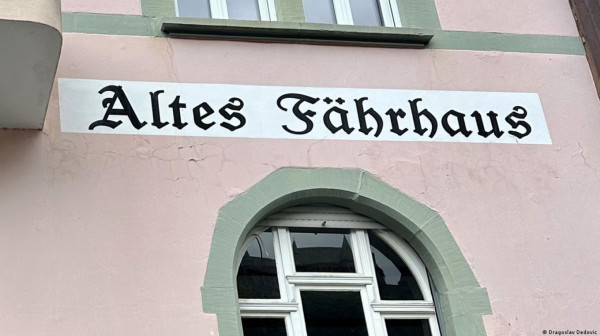 Altes Fährhaus
© Dragoslav Dedovic